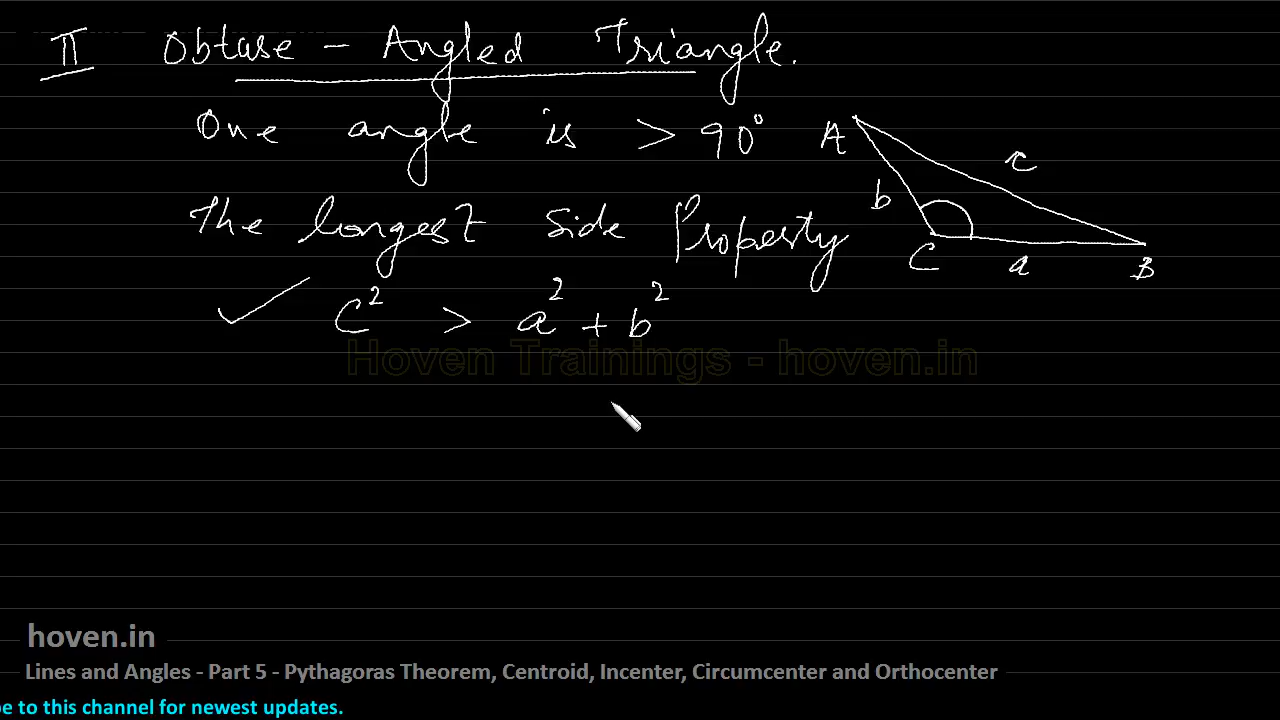 II Obtuse - Angled Triangle.
One angle is > 90°
The longest side Property
c² > a² + b²
A
c
b
C
a
B
Hoven Trainings - hoven.in
hoven.in
Lines and Angles - Part 5 - Pythagoras Theorem, Centroid, Incenter, Circumcenter and Orthocenter
e to this channel for newest updates.